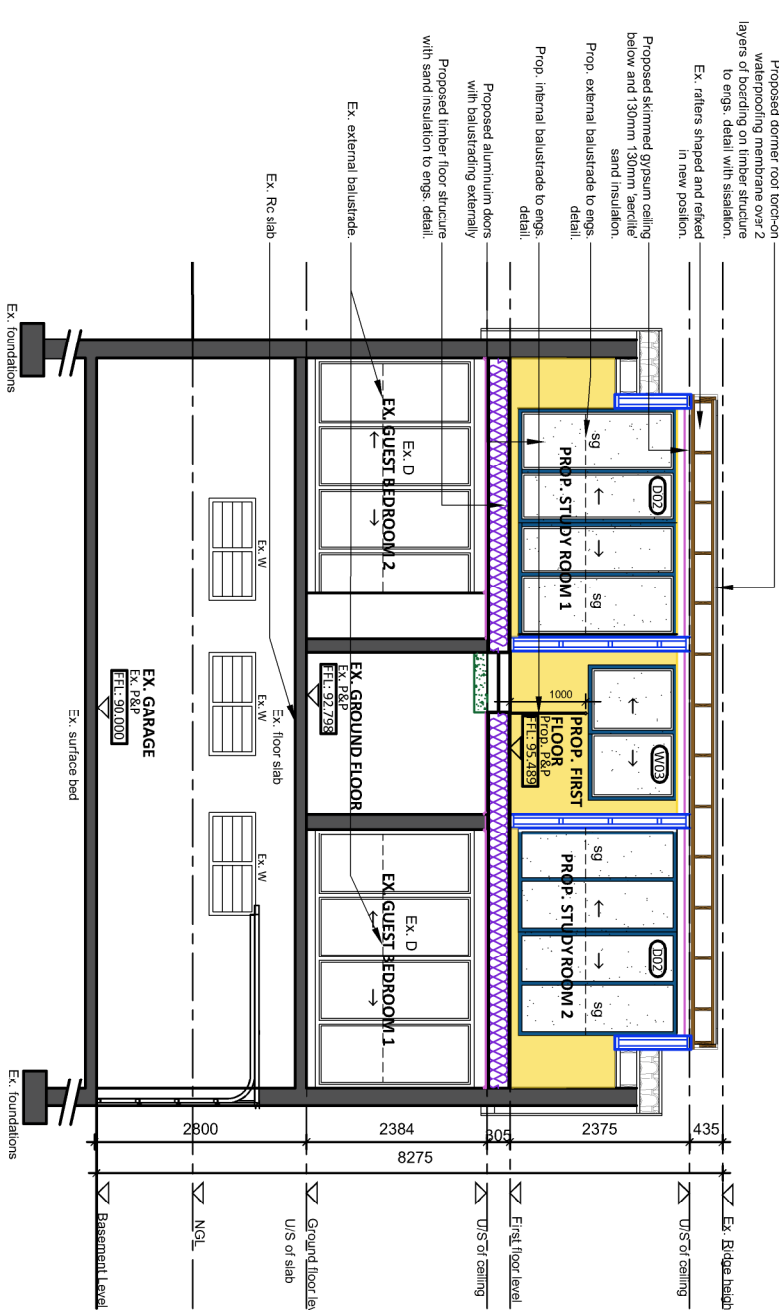 Proposed dormer roof torch-on
waterproofing membrane over 2
layers of boarding on timber structure
to engs. detail with sisalation.
Ex. rafters shaped and refixed
in new position.
Proposed skimmed gypsum ceiling
below and 130mm 130mm 'aerolite'
sand insulation.
Prop. external balustrade to engs.
detail.
Prop. internal balustrade to engs.
detail.
Proposed aluminuim doors
with balustrading externally
Proposed timber floor structure
with sand insulation to engs. detail.
Ex. external balustrade.
Ex. Rc slab
Ex. foundations
sg
D02
PROP. STUDY ROOM 1
sg
W03
1000
PROP. FIRST
FLOOR
Prop. P&P
FFL: 95.489
sg
D02
PROP. STUDY ROOM 2
sg
Ex. D
EX. GUEST BEDROOM 2
EX. GROUND FLOOR
Ex. P&P
FFL: 92.798
Ex. D
EX. GUEST BEDROOM 1
Ex. floor slab
Ex. W
Ex. W
Ex. W
EX. GARAGE
Ex. P&P
FFL: 90.000
Ex. surface bed
Ex. foundations
435
2375
305
2384
2800
8275
Ex. Ridge heigh
U/S of ceiling
First floor level
U/S of ceiling
Ground floor lev
U/S of slab
NGL
Basement Level